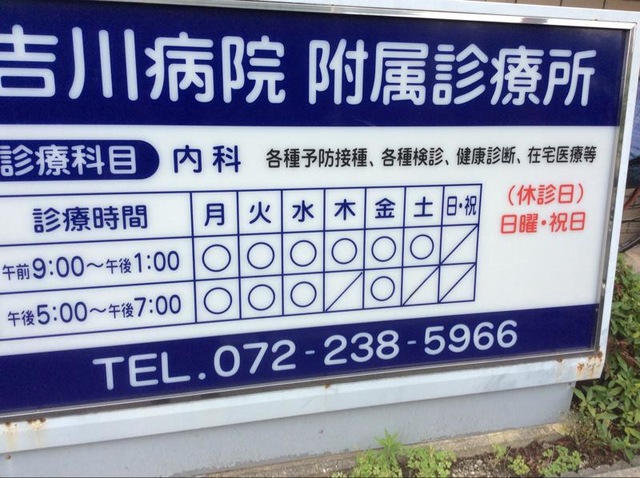 吉川病院 附属診療所
診療科目 内科 各種予防接種、各種検診、健康診断、在宅医療等
診療時間 月 火 水 木 金 土 日・祝
午前9:00〜午後1:00 ○ ○ ○ ○ ○ ○ ／
午後5:00〜午後7:00 ○ ○ ○ ／ ○ ／ ／
(休診日)
日曜・祝日
TEL.072-238-5966